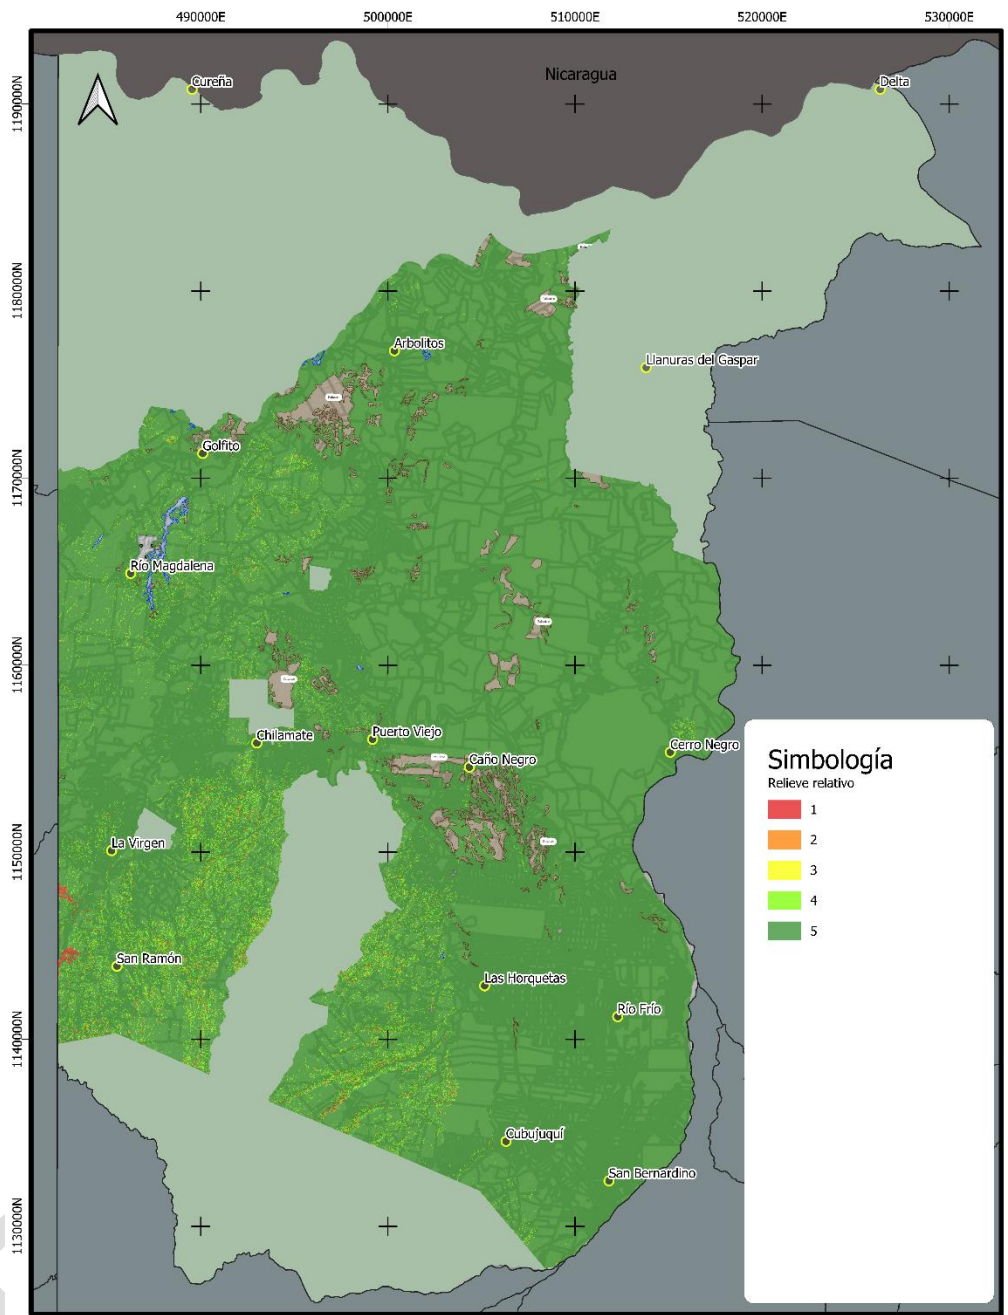 490000E
500000E
510000E
520000E
530000E
1190000N
1180000N
1170000N
1160000N
1150000N
1140000N
1130000N
Nicaragua
Cureña
Delta
Arbolitos
Llanuras del Gaspar
Golfito
Río Magdalena
Chilamate
Puerto Viejo
Caño Negro
Cerro Negro
La Virgen
San Ramón
Las Horquetas
Río Frío
Cubujuquí
San Bernardino
Simbología
Relieve relativo
1
2
3
4
5